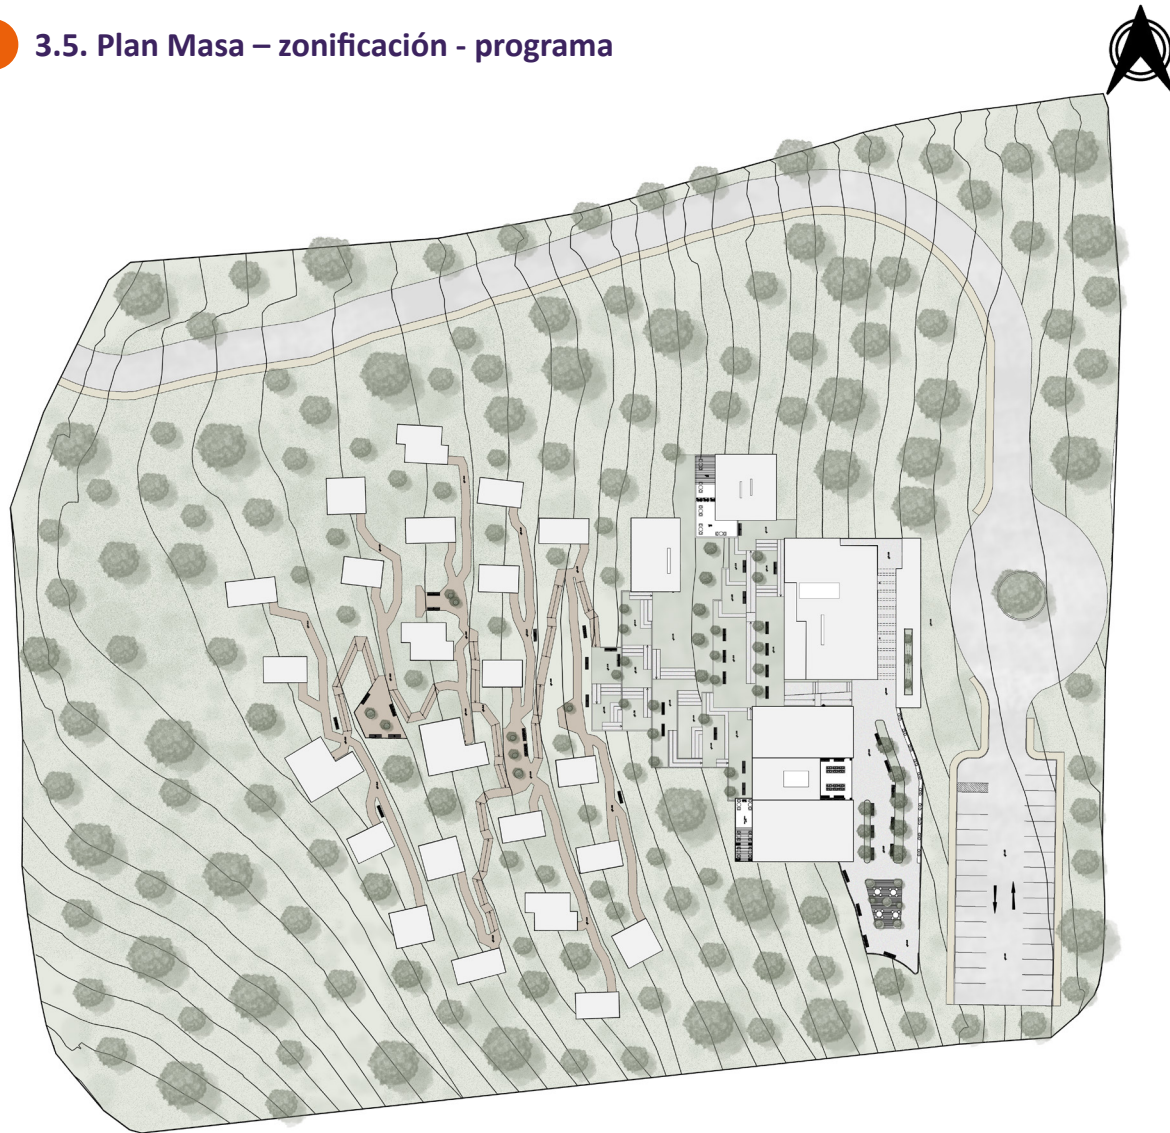 3.5. Plan Masa – zonificación - programa